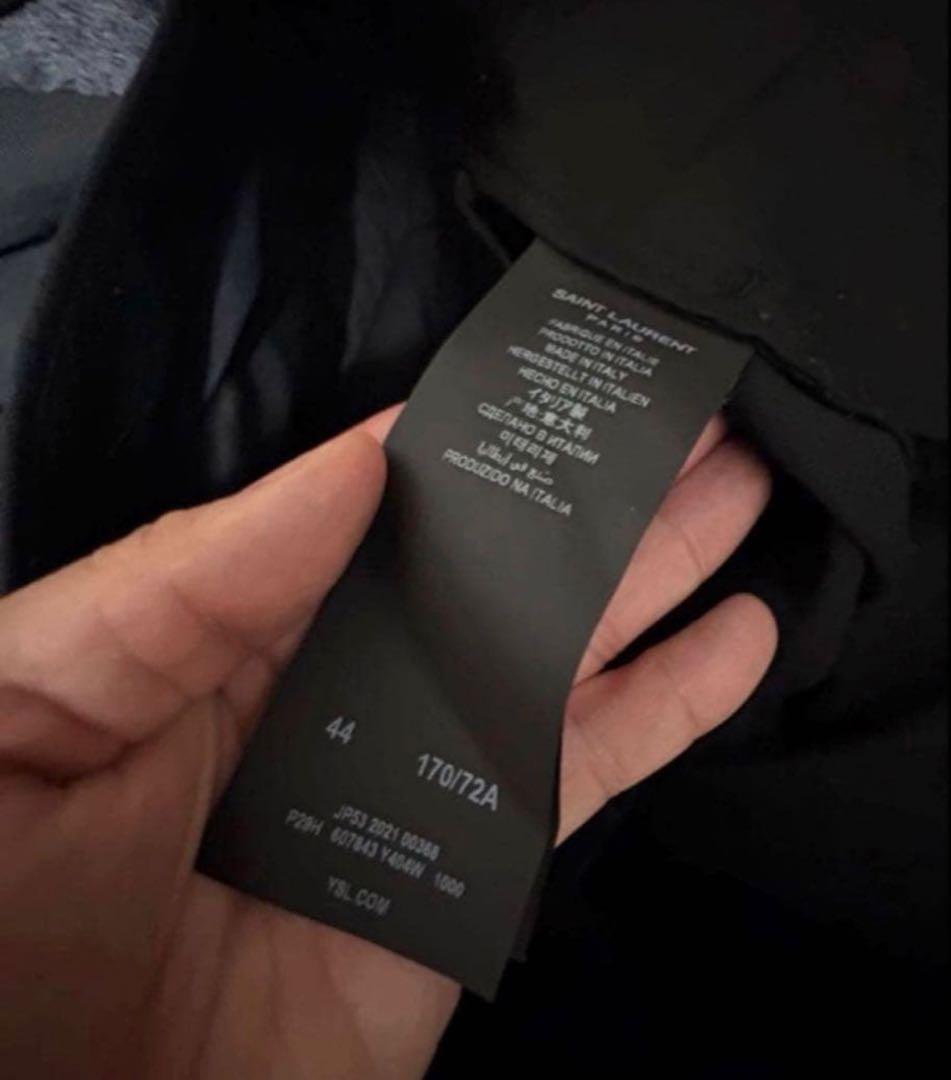 SAINT LAURENT
PARIS
FABRIQUE EN ITALIE
PRODOTTO IN ITALIA
MADE IN ITALY
HERGESTELLT IN ITALIEN
HECHO EN ITALIA
イタリア製
产地:意大利
СДЕЛАНО В ИТАЛИИ
이태리제
صنع في إيطاليا
PRODUZIDO NA ITALIA
44 170/72A
JP53 2021 00368
P28H 607843 Y404W 1000
YSL.COM